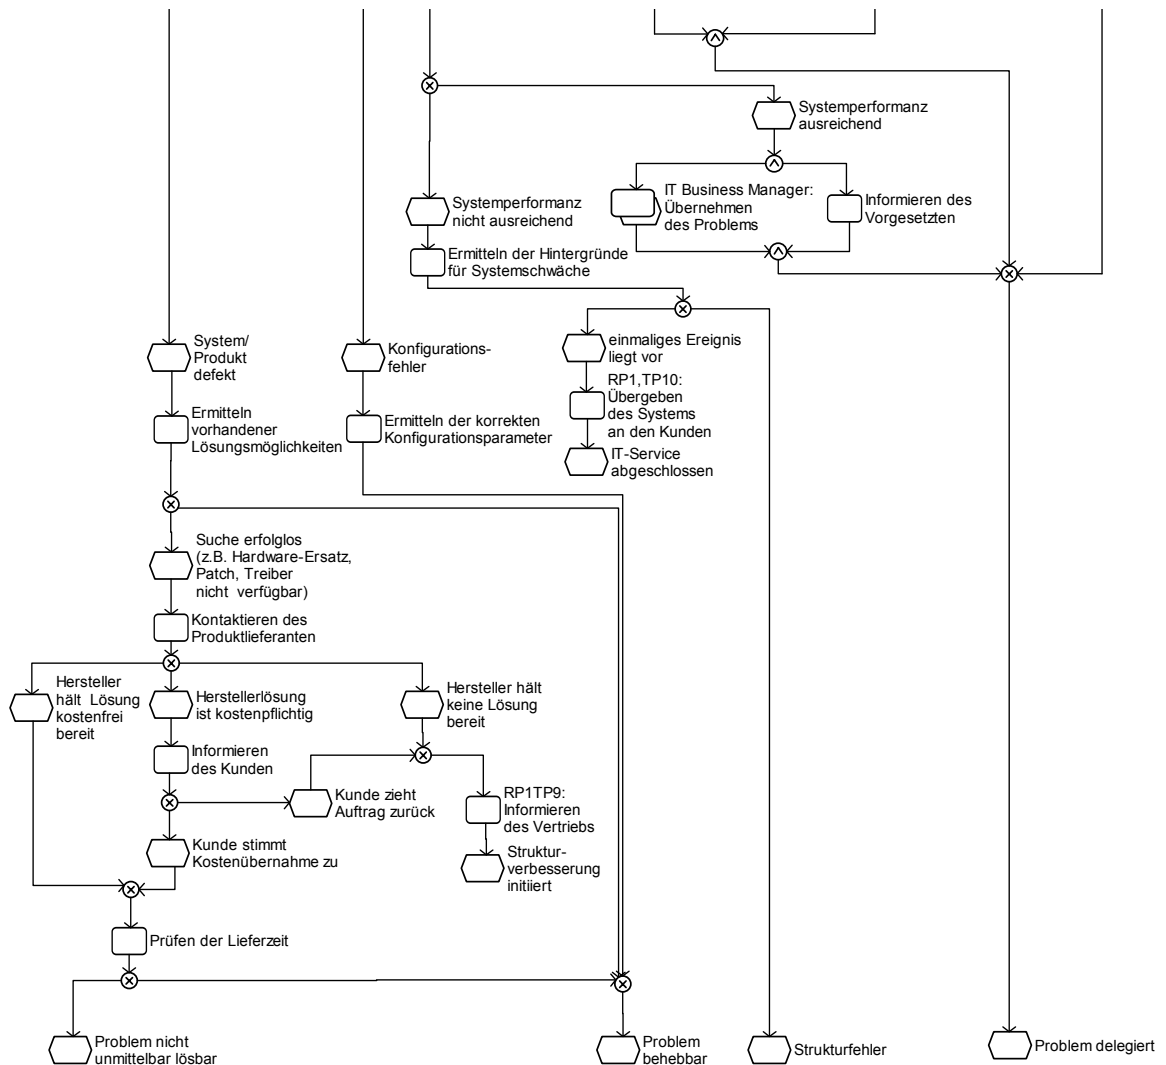 Systemperformanz
ausreichend
Systemperformanz
nicht ausreichend
IT Business Manager:
Übernehmen
des Problems
Informieren des
Vorgesetzten
Ermitteln der Hintergründe
für Systemschwäche
System/
Produkt
defekt
Konfigurations-
fehler
einmaliges Ereignis
liegt vor
RP1,TP10:
Übergeben
des Systems
an den Kunden
Ermitteln
vorhandener
Lösungsmöglichkeiten
Ermitteln der korrekten
Konfigurationsparameter
IT-Service
abgeschlossen
Suche erfolglos
(z.B. Hardware-Ersatz,
Patch, Treiber
nicht verfügbar)
Kontaktieren des
Produktlieferanten
Hersteller
hält Lösung
kostenfrei
bereit
Herstellerlösung
ist kostenpflichtig
Hersteller hält
keine Lösung
bereit
Informieren
des Kunden
Kunde zieht
Auftrag zurück
RP1TP9:
Informieren
des Vertriebs
Kunde stimmt
Kostenübernahme zu
Struktur-
verbesserung
initiiert
Prüfen der Lieferzeit
Problem nicht
unmittelbar lösbar
Problem
behebbar
Strukturfehler
Problem delegiert